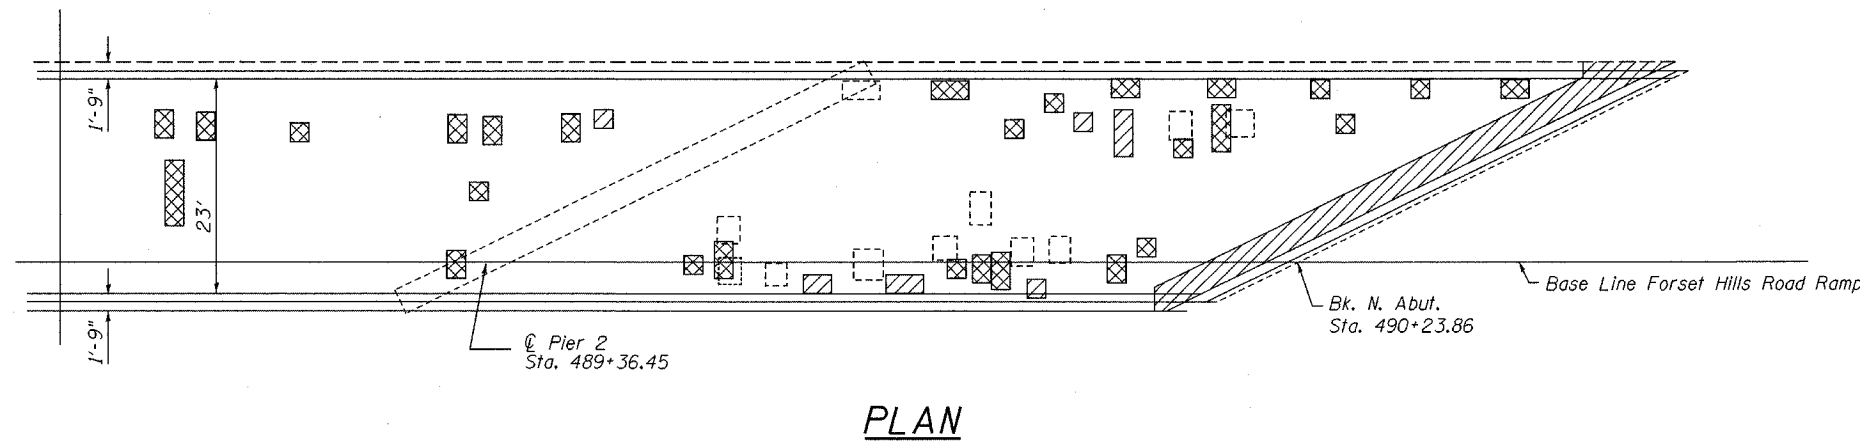 1'-9"
23'
1'-9"
℄ Pier 2
Sta. 489+36.45
Bk. N. Abut.
Sta. 490+23.86
Base Line Forset Hills Road Ramp
PLAN